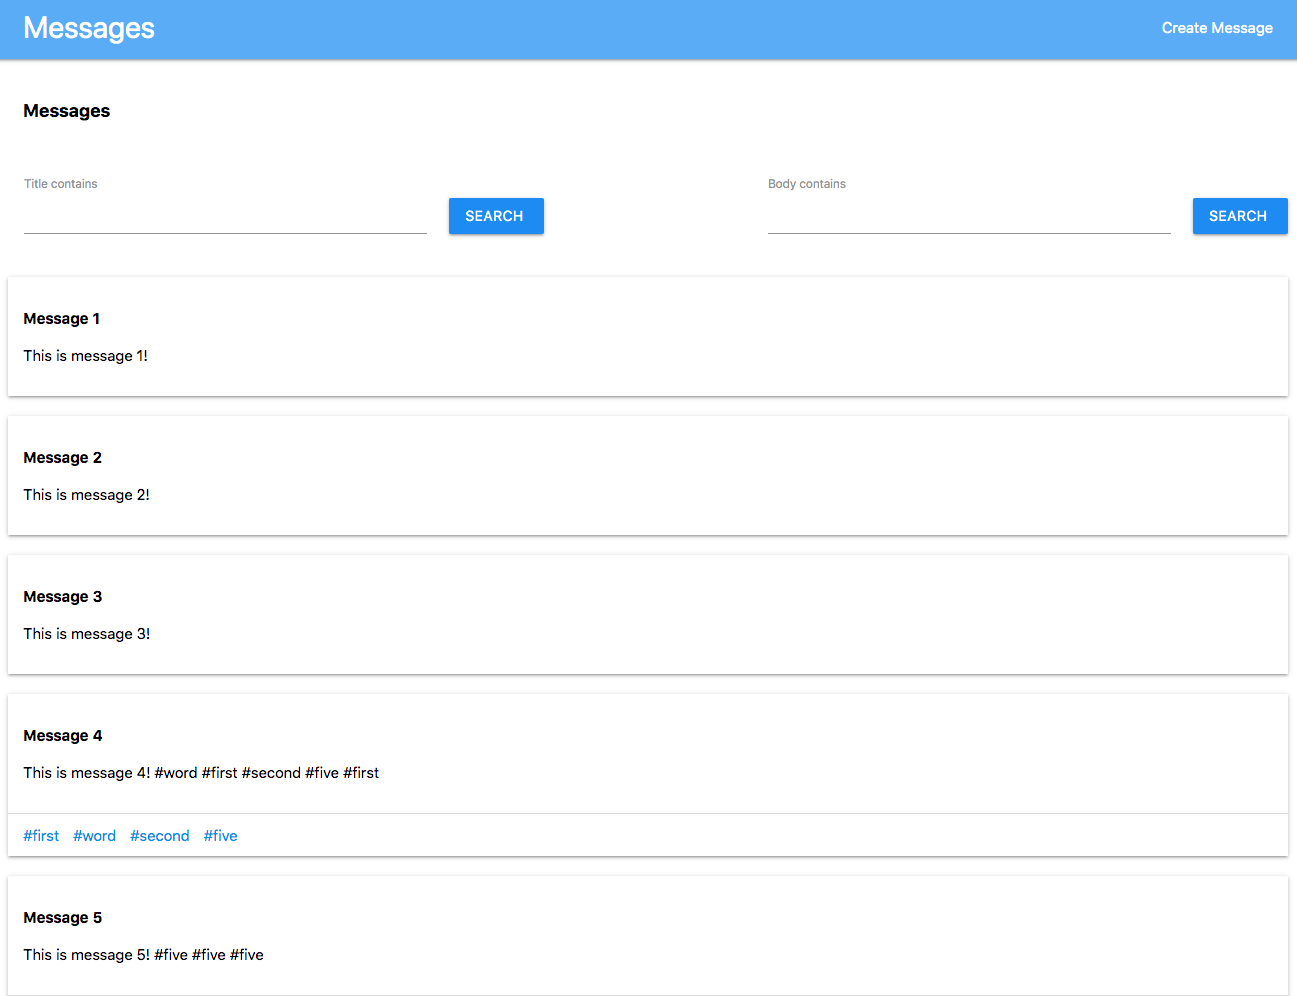 Messages
Create Message
Messages
Title contains
Body contains
SEARCH
SEARCH
Message 1
This is message 1!
Message 2
This is message 2!
Message 3
This is message 3!
Message 4
This is message 4! #word #first #second #five #first
#first #word #second #five
Message 5
This is message 5! #five #five #five